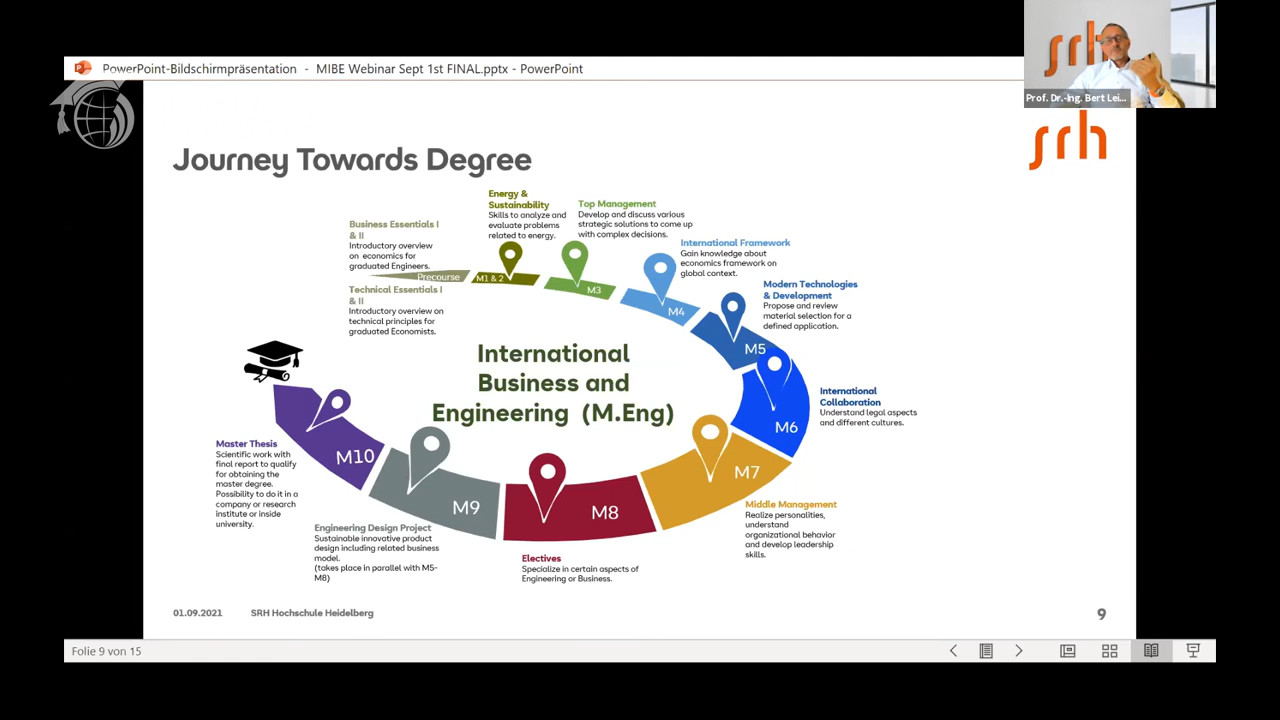 PowerPoint-Bildschirmpräsentation - MIBE Webinar Sept 1st FINAL.pptx - PowerPoint
srh
Prof. Dr.-Ing. Bert Lei...
srh
Journey Towards Degree
Energy &
Sustainability
Skills to analyze and
evaluate problems
related to energy.
Top Management
Develop and discuss various
strategic solutions to come up
with complex decisions.
Business Essentials I
& II
Introductory overview
on economics for
graduated Engineers.
International Framework
Gain knowledge about
economics framework on
global context.
Precourse
M1 & 2
M3
M4
Technical Essentials I
& II
Introductory overview on
technical principles for
graduated Economists.
Modern Technologies
& Development
Propose and review
material selection for a
defined application.
M5
International
Business and
Engineering (M.Eng)
International
Collaboration
Understand legal aspects
and different cultures.
M6
M7
M8
M9
M10
Master Thesis
Scientific work with
final report to qualify
for obtaining the
master degree.
Possibility to do it in a
company or research
institute or inside
university.
Middle Management
Realize personalities,
understand
organizational behavior
and develop leadership
skills.
Engineering Design Project
Sustainable innovative product
design including related business
model.
(takes place in parallel with M5-
M8)
Electives
Specialize in certain aspects of
Engineering or Business.
01.09.2021 SRH Hochschule Heidelberg 9
Folie 9 von 15